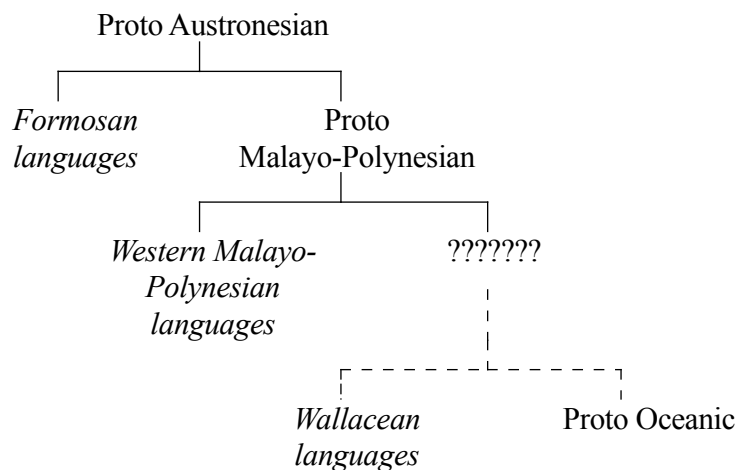 Proto Austronesian
Formosan
languages
Proto
Malayo-Polynesian
Western Malayo-
Polynesian
languages
???????
Wallacean
languages
Proto Oceanic